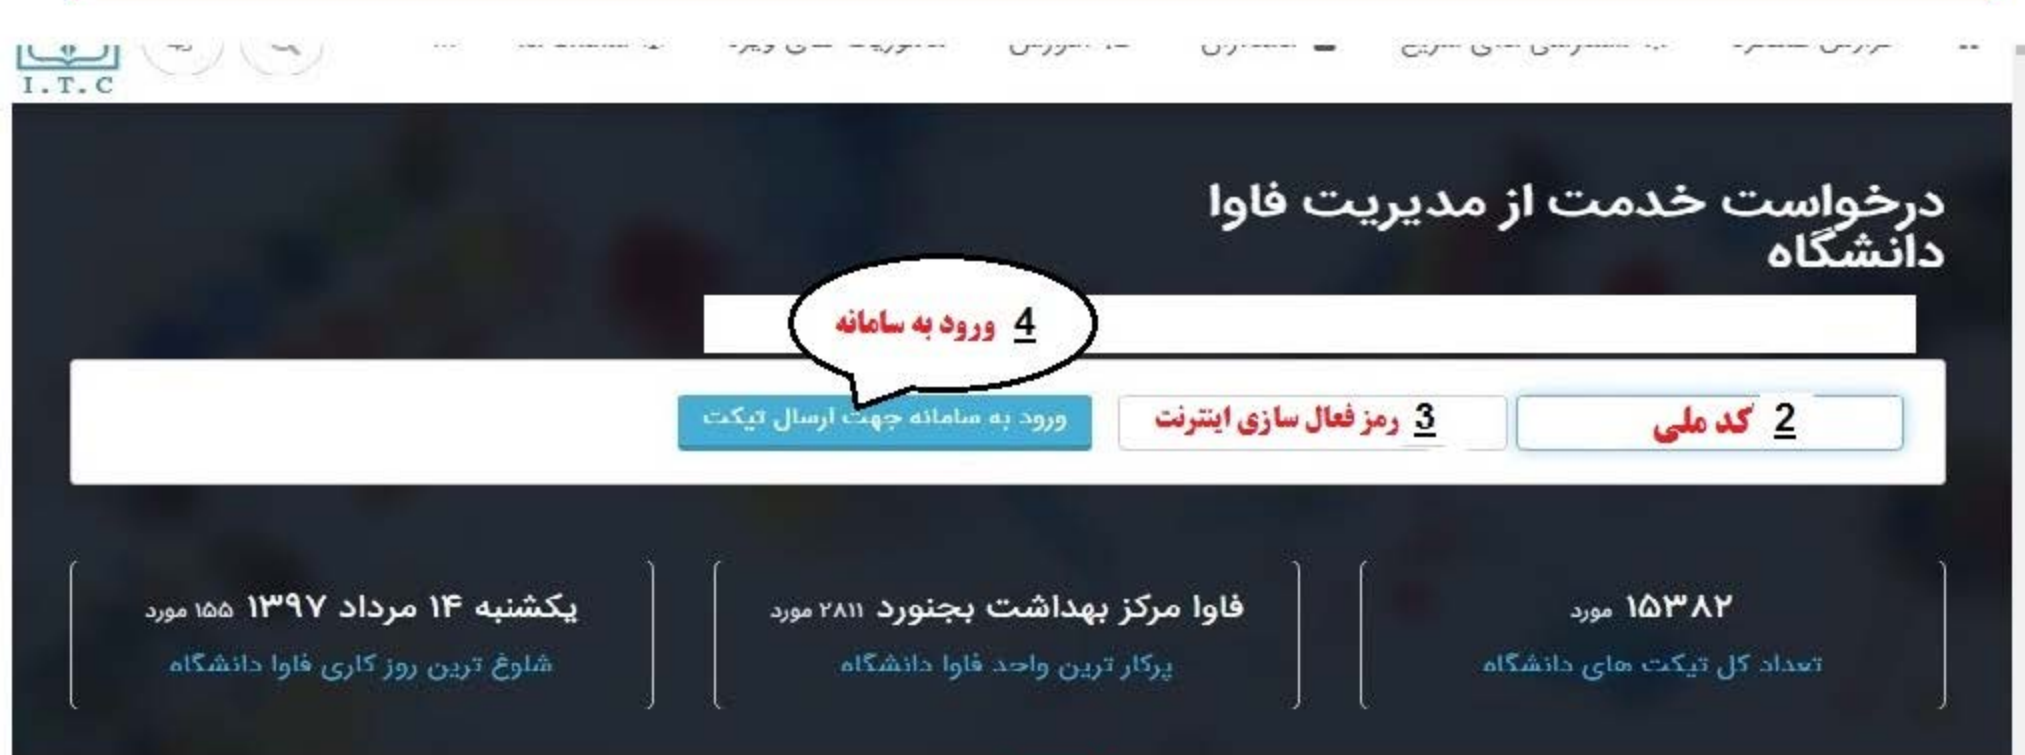 I.T.C
درخواست خدمت از مدیریت فاوا
دانشگاه
4 ورود به سامانه
2 کد ملی
3 رمز فعال سازی اینترنت
ورود به سامانه جهت ارسال تیکت
۱۵۳۸۲ مورد
تعداد کل تیکت های دانشگاه
فاوا مرکز بهداشت بجنورد ۲۸۱۱ مورد
پرکار ترین واحد فاوا دانشگاه
یکشنبه ۱۴ مرداد ۱۳۹۷ ۱۵۵ مورد
شلوغ ترین روز کاری فاوا دانشگاه